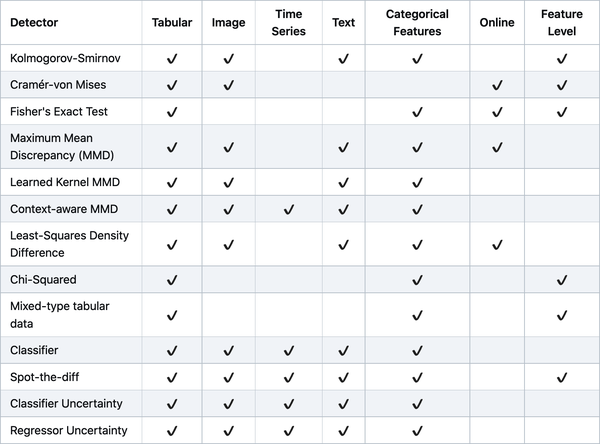 Detector Tabular Image Time Series Text Categorical Features Online Feature Level
Kolmogorov-Smirnov ✔ ✔ ✔ ✔ ✔
Cramér-von Mises ✔ ✔ ✔ ✔
Fisher's Exact Test ✔ ✔ ✔ ✔
Maximum Mean Discrepancy (MMD) ✔ ✔ ✔ ✔ ✔
Learned Kernel MMD ✔ ✔ ✔ ✔
Context-aware MMD ✔ ✔ ✔ ✔ ✔
Least-Squares Density Difference ✔ ✔ ✔ ✔ ✔
Chi-Squared ✔ ✔ ✔
Mixed-type tabular data ✔ ✔ ✔
Classifier ✔ ✔ ✔ ✔ ✔
Spot-the-diff ✔ ✔ ✔ ✔ ✔ ✔
Classifier Uncertainty ✔ ✔ ✔ ✔ ✔
Regressor Uncertainty ✔ ✔ ✔ ✔ ✔